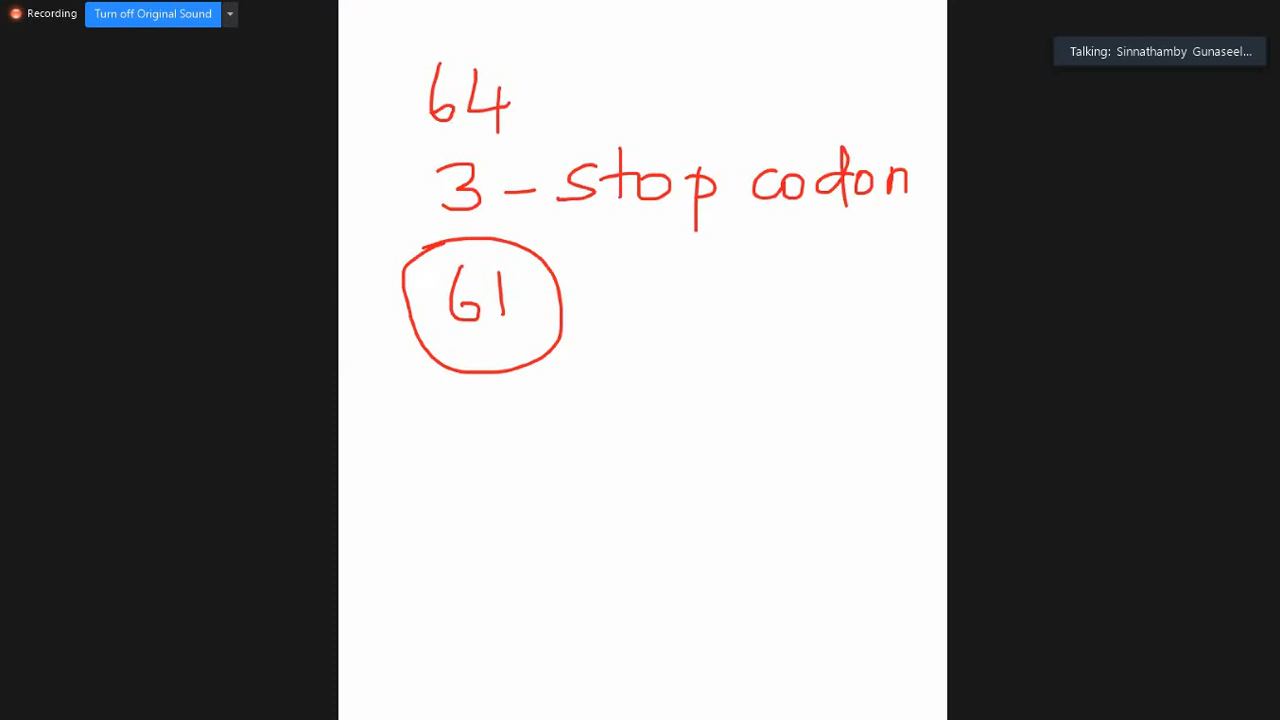 Recording
Turn off Original Sound
Talking: Sinnathamby Gunaseel...
64
3 - stop codon
61